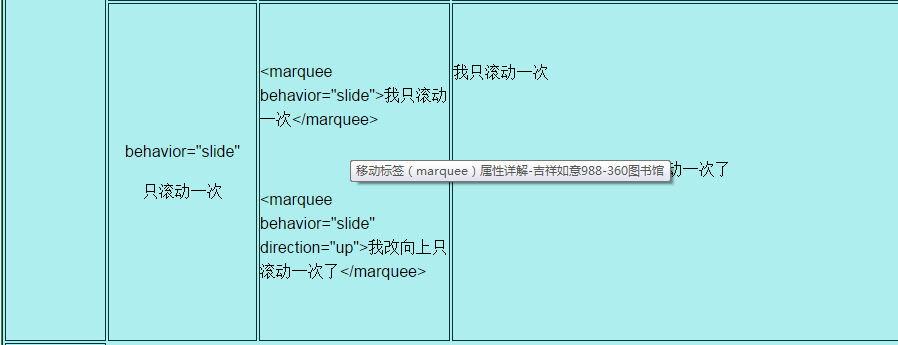 behavior="slide"
只滚动一次
<marquee
behavior="slide">我只滚动
一次</marquee>
<marquee
behavior="slide"
direction="up">我改向上只
滚动一次了</marquee>
我只滚动一次
移动标签（marquee）属性详解-吉祥如意988-360图书馆
动一次了